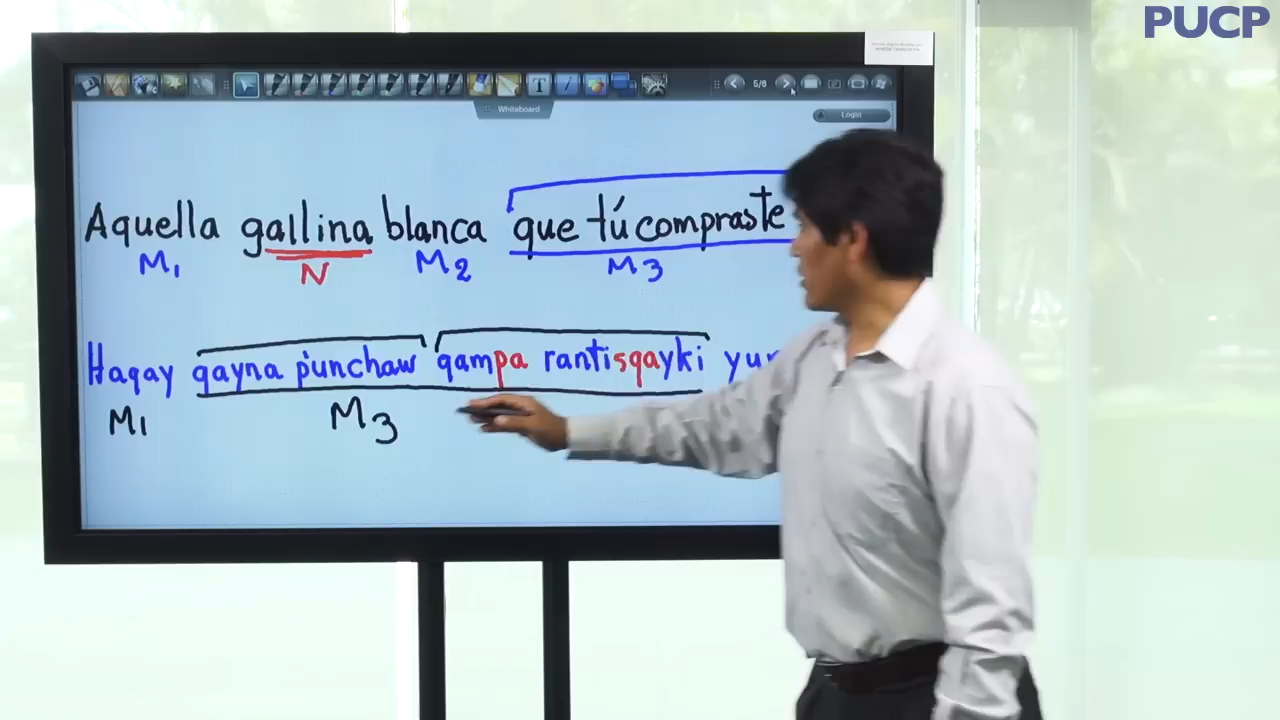 PUCP
5/6
Whiteboard
Login
Aquella gallina blanca que tú compraste
M1 N M2 M3
Haqay qayna p'unchaw qampa rantisqayki
M1 M3